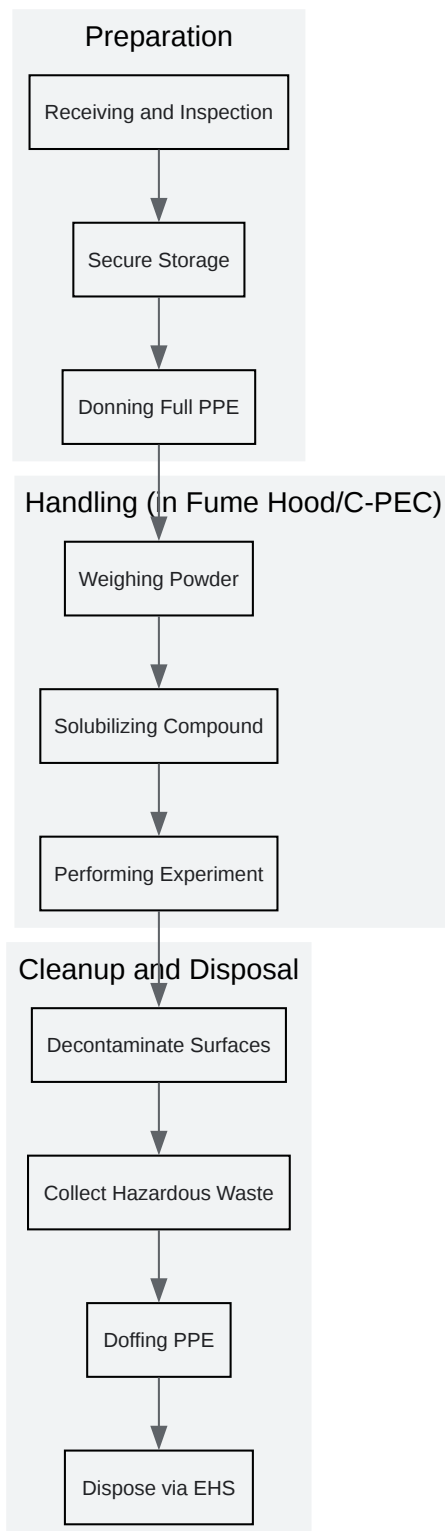 Preparation
Receiving and Inspection
Secure Storage
Donning Full PPE
Handling (in Fume Hood/C-PEC)
Weighing Powder
Solubilizing Compound
Performing Experiment
Cleanup and Disposal
Decontaminate Surfaces
Collect Hazardous Waste
Doffing PPE
Dispose via EHS